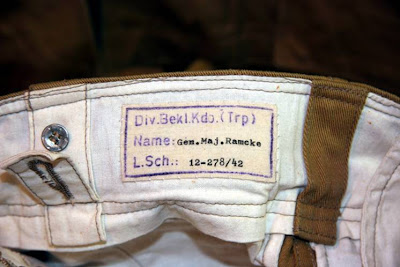 Div.Bekl.Kdo.(Trp)
Name: Gen.Maj.Ramcke
L.Sch.: 12-278/42